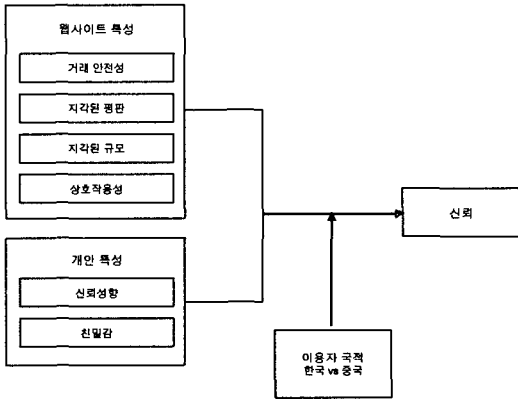 웹사이트 특성
거래 안전성
지각된 평판
지각된 규모
상호작용성
신뢰
개안 특성
신뢰성향
친밀감
이용자 국적
한국 vs 중국